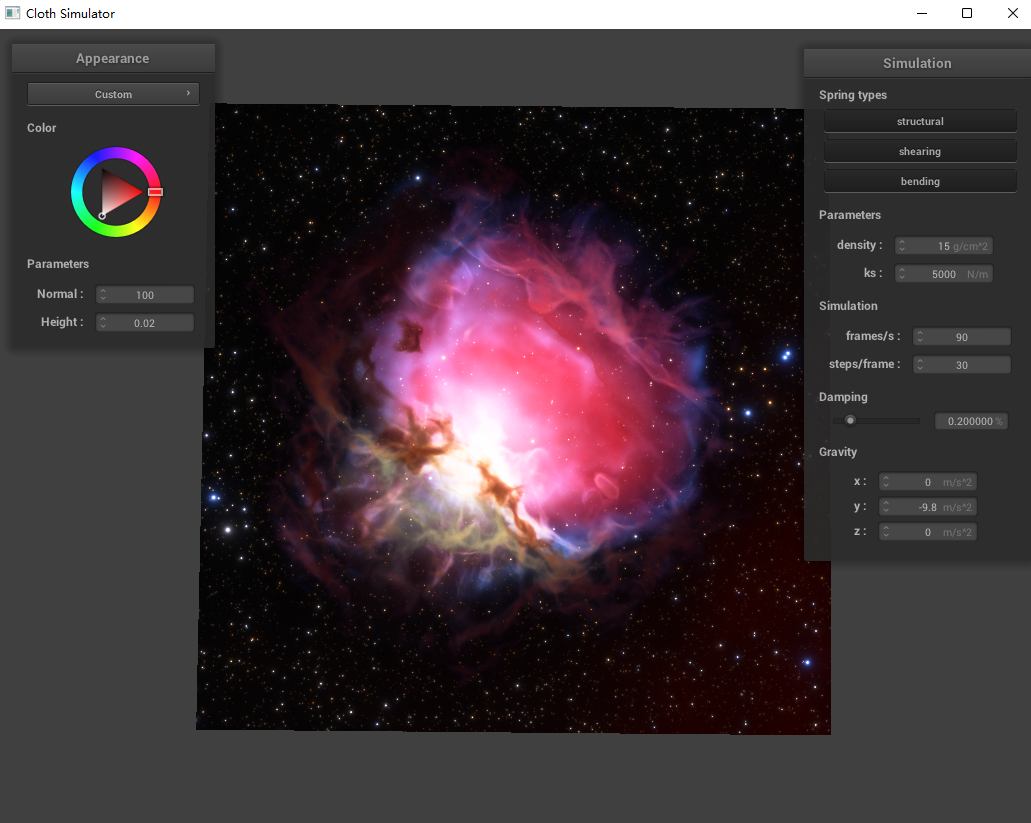 Cloth Simulator
Appearance
Custom
Color
Parameters
Normal : 100
Height : 0.02
Simulation
Spring types
structural
shearing
bending
Parameters
density : 15 g/cm^2
ks : 5000 N/m
Simulation
frames/s : 90
steps/frame : 30
Damping
0.200000 %
Gravity
x : 0 m/s^2
y : -9.8 m/s^2
z : 0 m/s^2